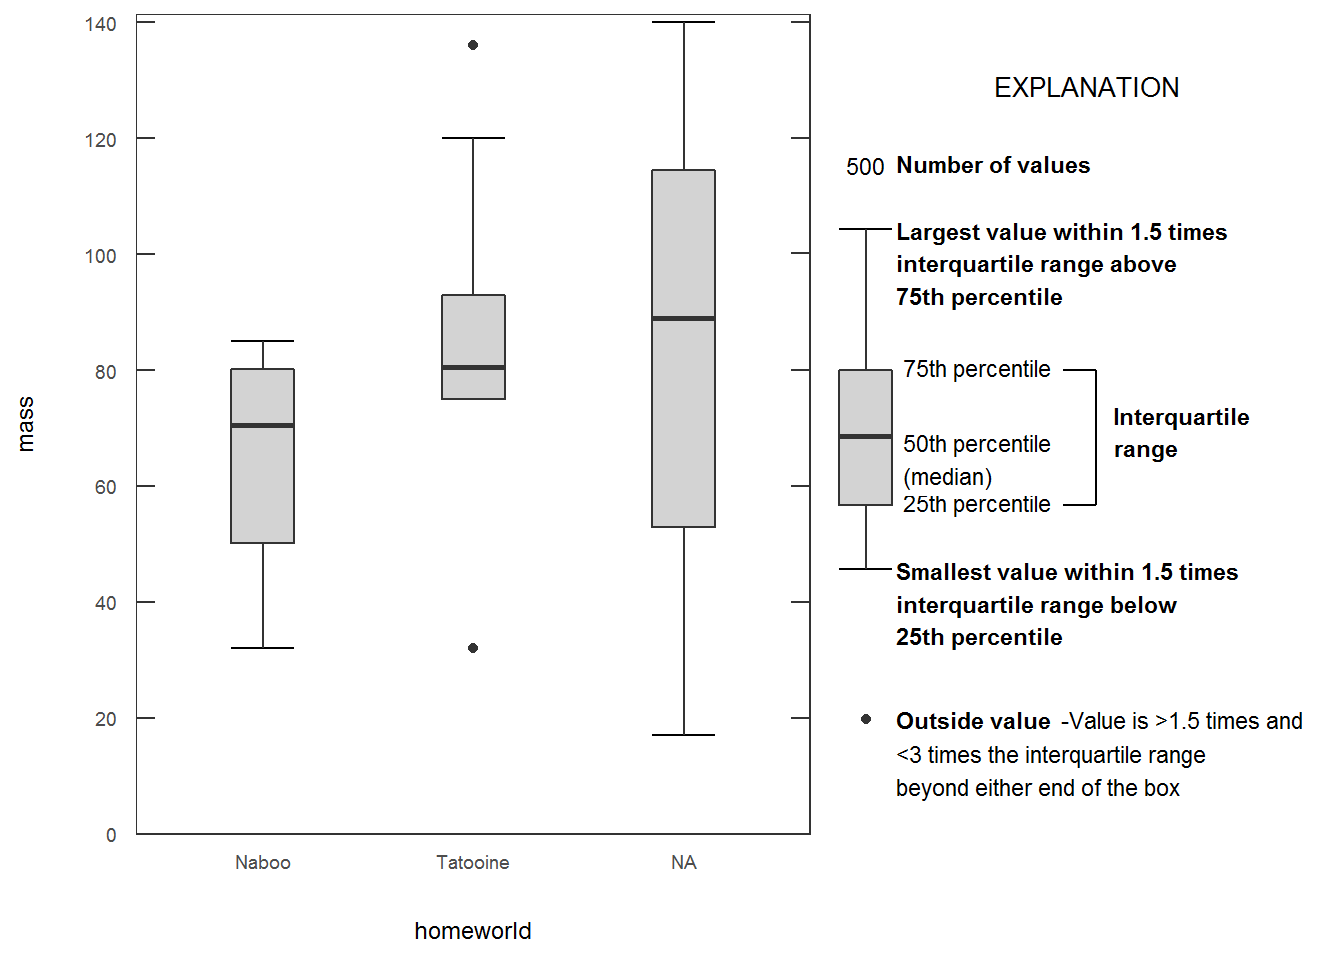 140
120
100
80
60
40
20
0
mass
Naboo
Tatooine
NA
homeworld
EXPLANATION
500 Number of values
Largest value within 1.5 times
interquartile range above
75th percentile
75th percentile
50th percentile
(median)
25th percentile
Interquartile
range
Smallest value within 1.5 times
interquartile range below
25th percentile
Outside value -Value is >1.5 times and
<3 times the interquartile range
beyond either end of the box